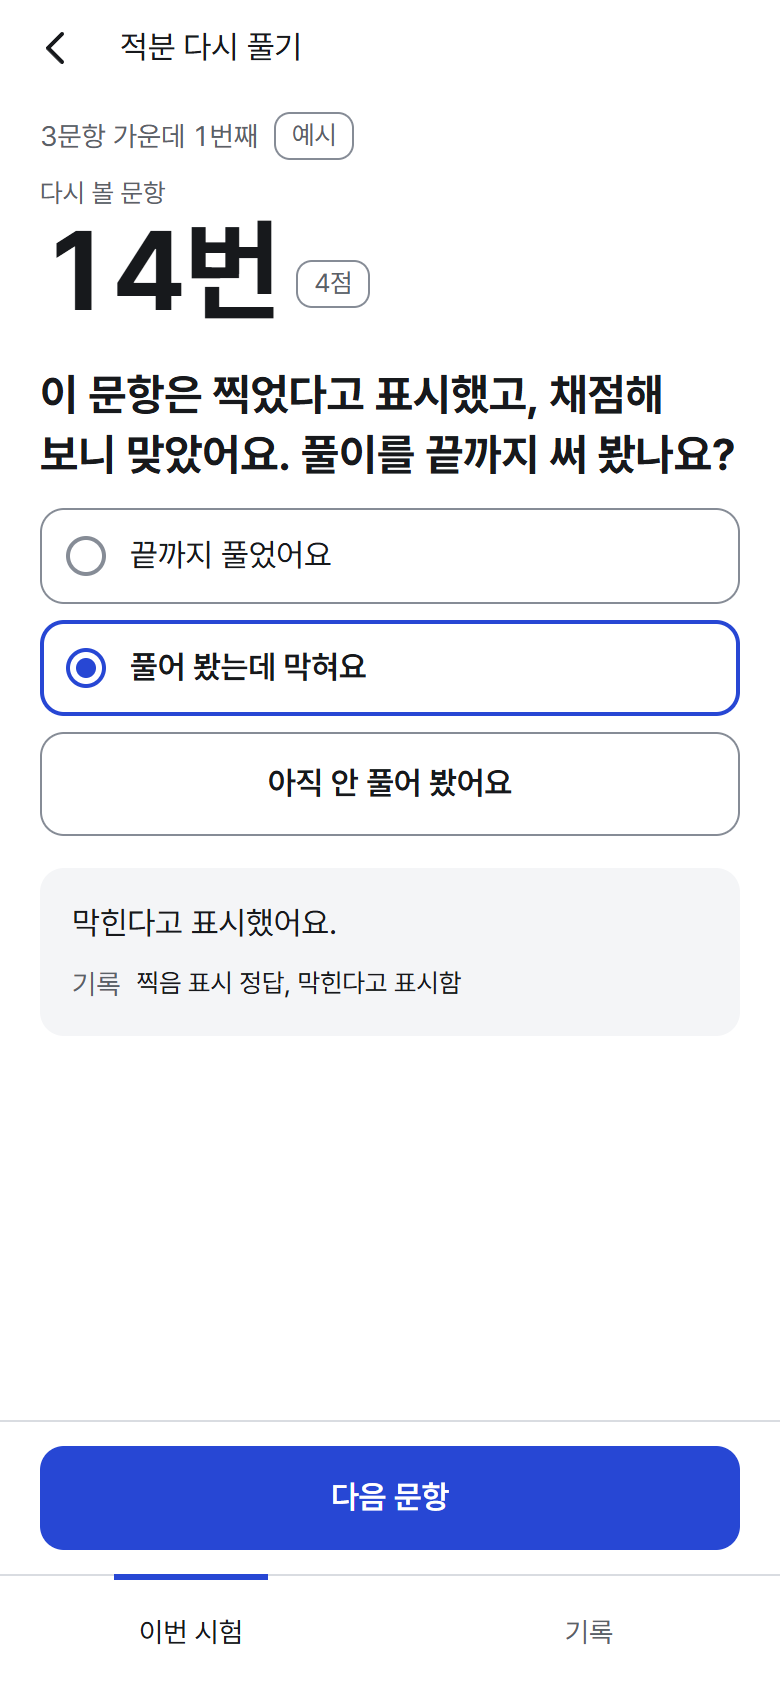 적분 다시 풀기
3문항 가운데 1번째 예시
다시 볼 문항
14번 4점
이 문항은 찍었다고 표시했고, 채점해
보니 맞았어요. 풀이를 끝까지 써 봤나요?
끝까지 풀었어요
풀어 봤는데 막혀요
아직 안 풀어 봤어요
막힌다고 표시했어요.
기록 찍음 표시 정답, 막힌다고 표시함
다음 문항
이번 시험 기록